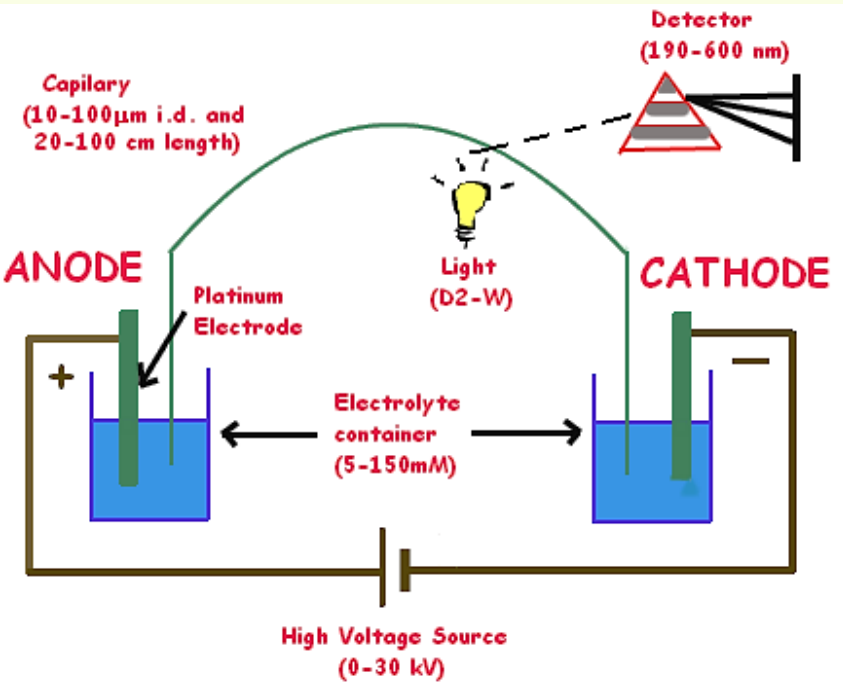 Detector
(190-600 nm)
Capilary
(10-100µm i.d. and
20-100 cm length)
ANODE
Platinum
Electrode
+
Light
(D2-W)
CATHODE
−
Electrolyte
container
(5-150mM)
High Voltage Source
(0-30 kV)